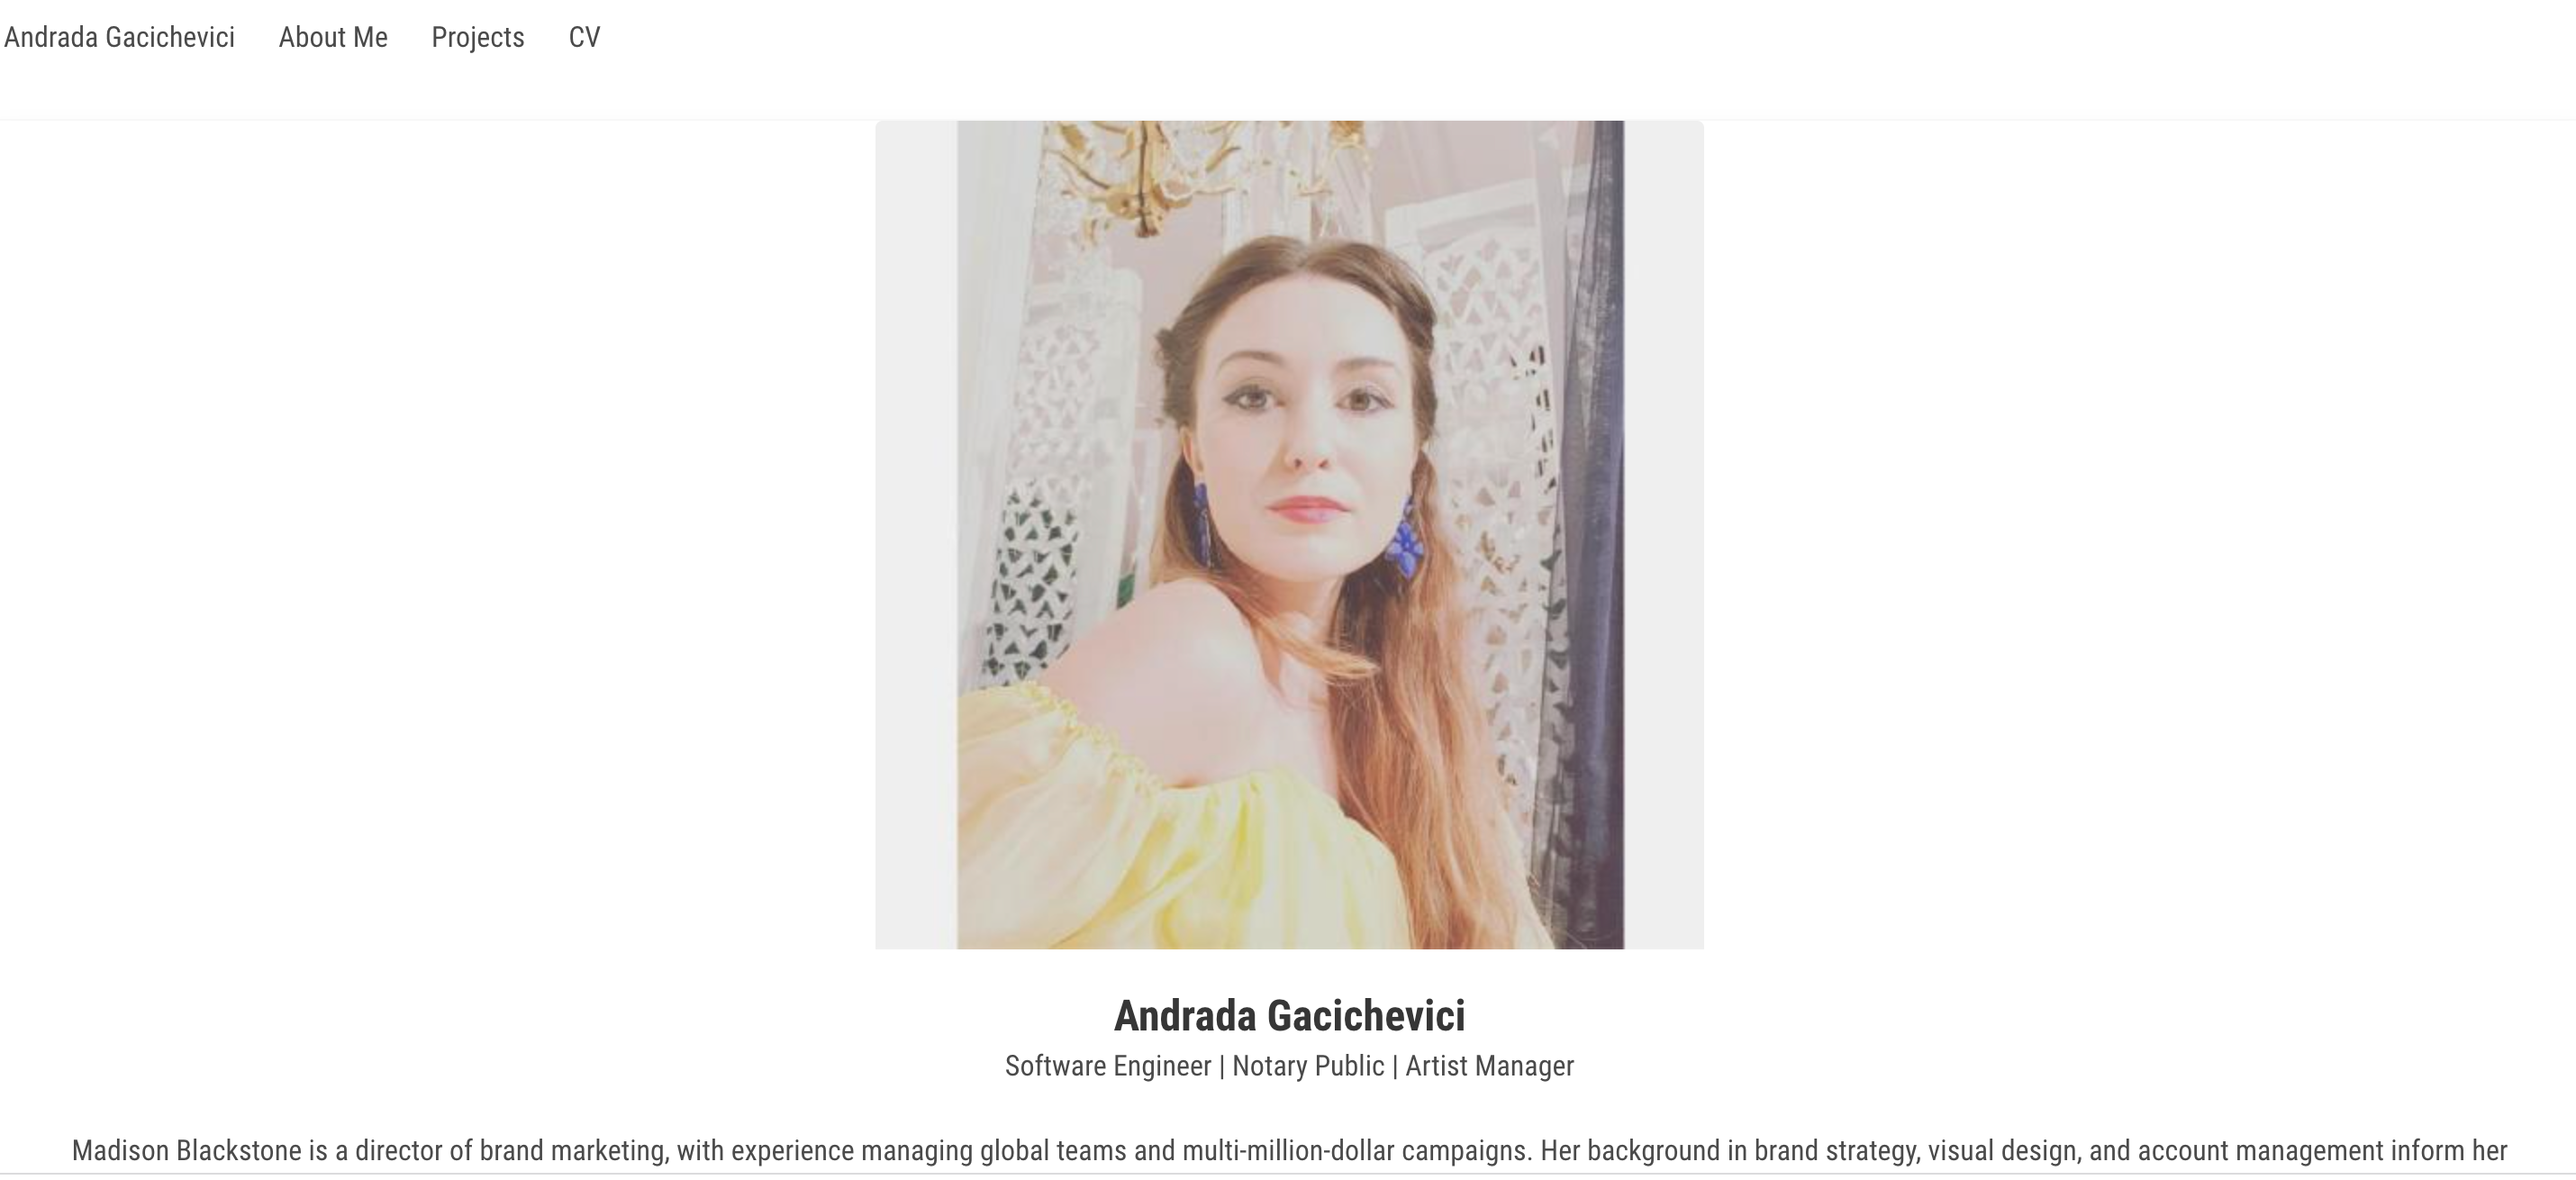 Andrada Gacichevici About Me Projects CV
Andrada Gacichevici
Software Engineer | Notary Public | Artist Manager
Madison Blackstone is a director of brand marketing, with experience managing global teams and multi-million-dollar campaigns. Her background in brand strategy, visual design, and account management inform her